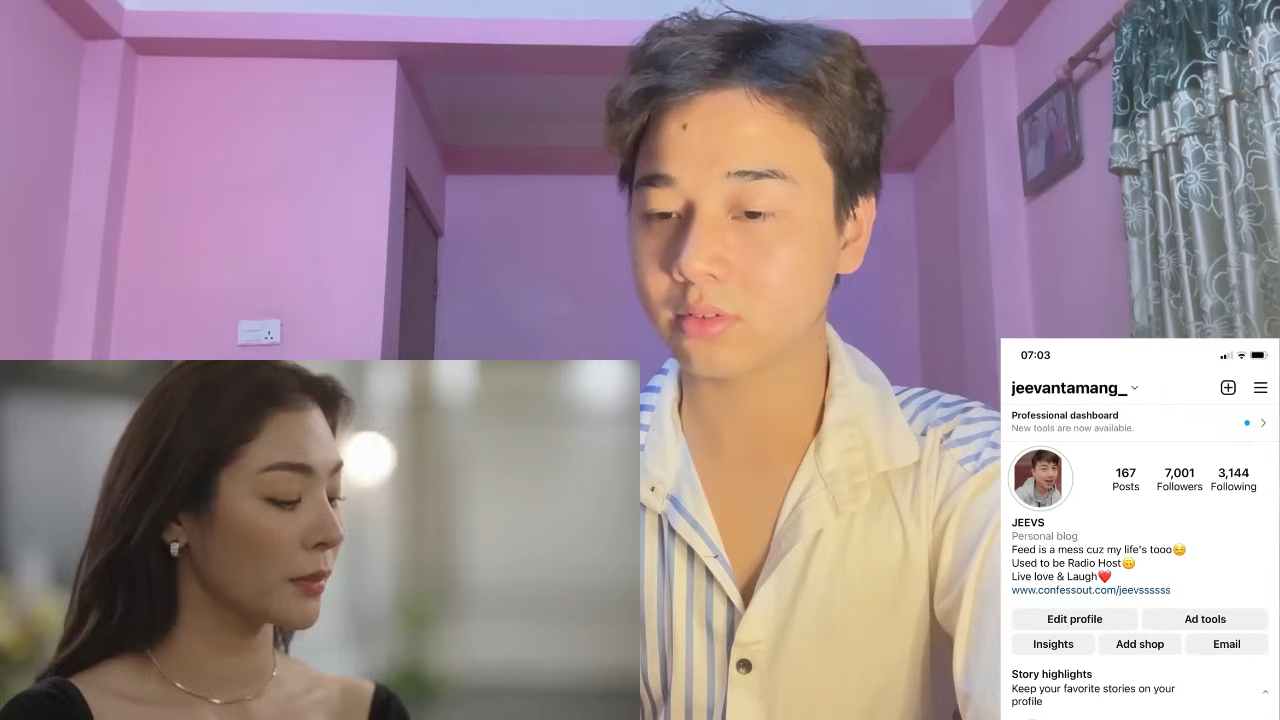 07:03
jeevantamang_
Professional dashboard
New tools are now available.
167 7,001 3,144
Posts Followers Following
JEEVS
Personal blog
Feed is a mess cuz my life's tooo😌
Used to be Radio Host🙃
Live love & Laugh❤️
www.confessout.com/jeevssssss
Edit profile Ad tools
Insights Add shop Email
Story highlights
Keep your favorite stories on your
profile